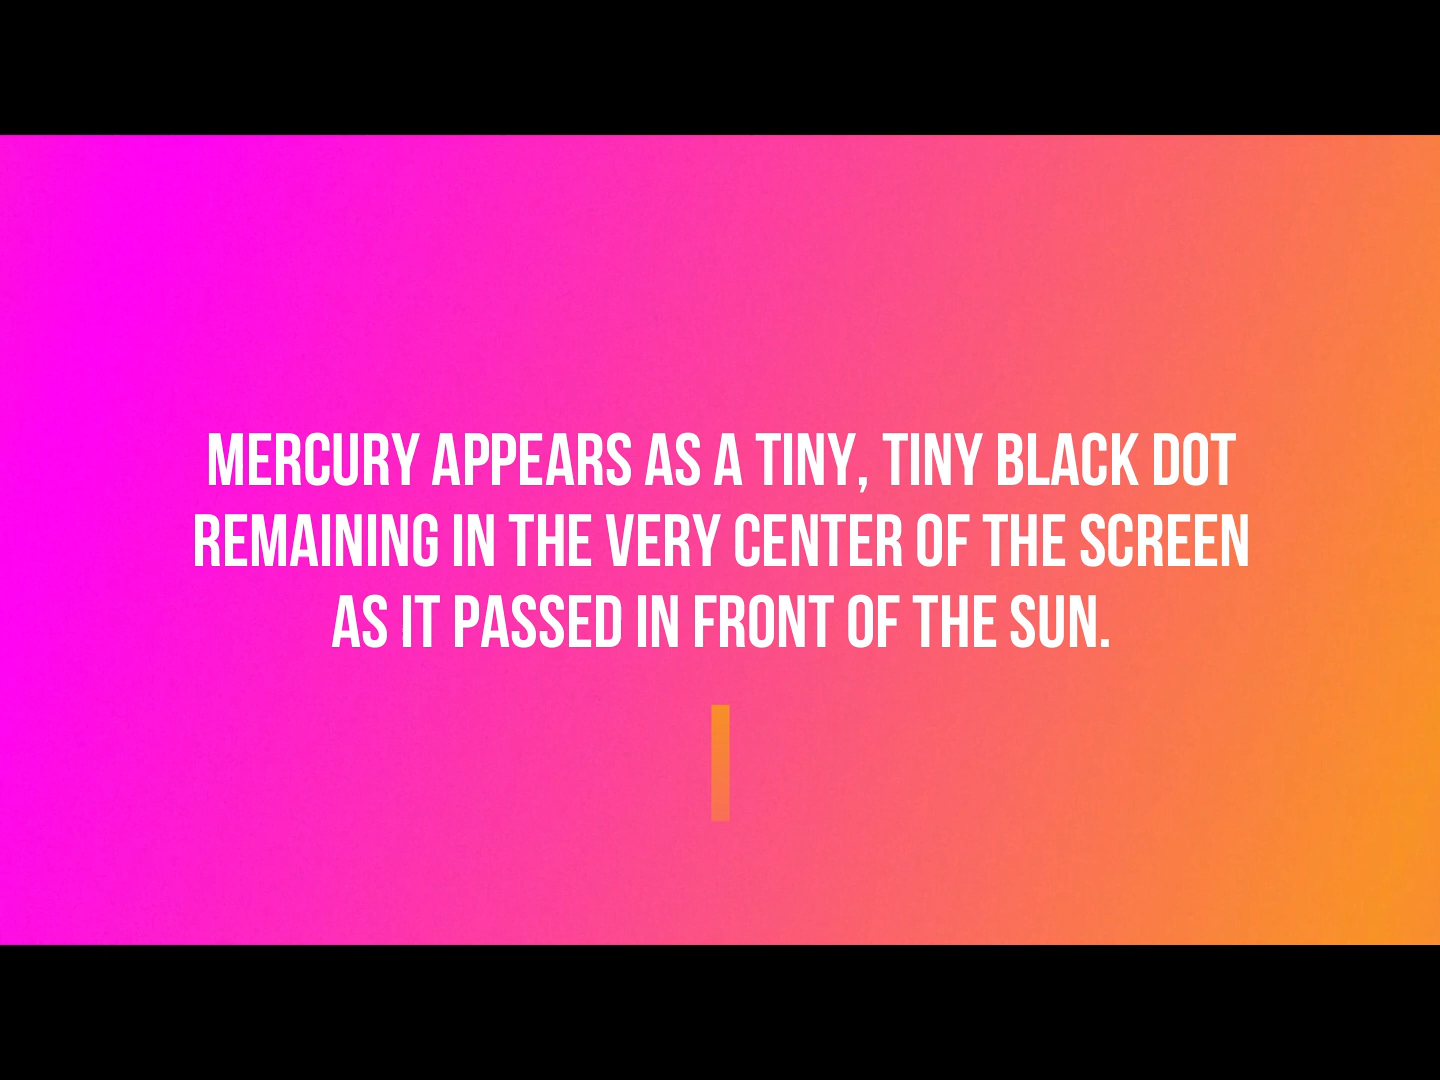 MERCURY APPEARS AS A TINY, TINY BLACK DOT
REMAINING IN THE VERY CENTER OF THE SCREEN
AS IT PASSED IN FRONT OF THE SUN.